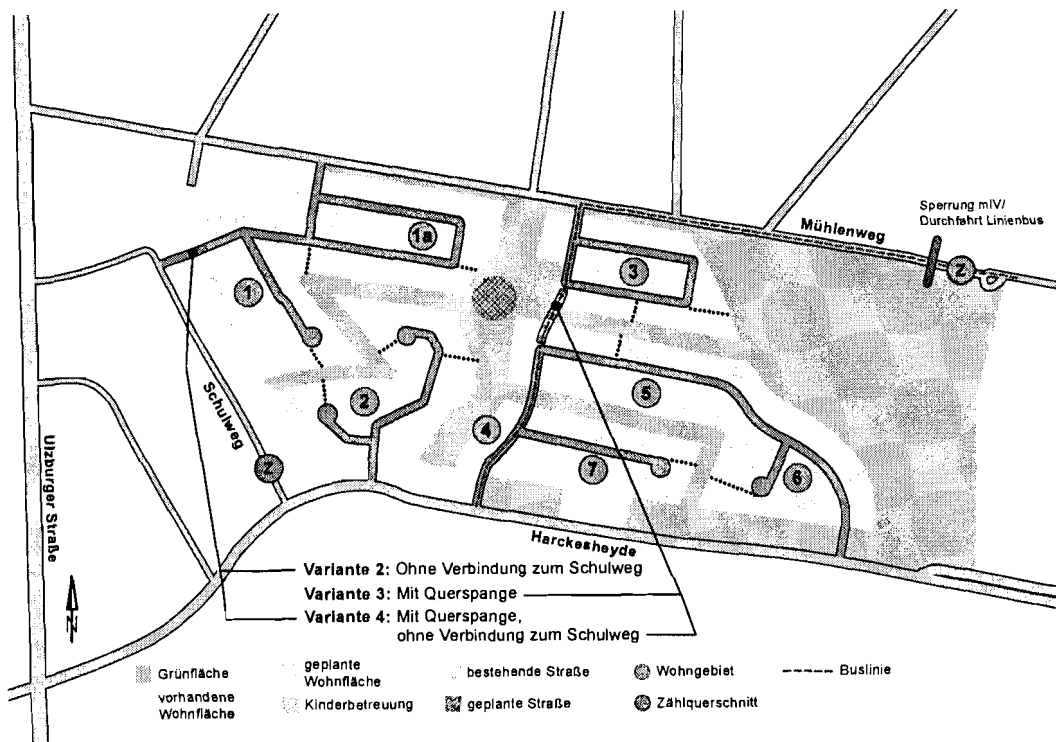 Sperrung mIV/
Durchfahrt Linienbus
Mühlenweg
Z
1a
3
1
2
5
4
7
6
Schulweg
Z
Ulzburger Straße
Harckesheyde
N
Variante 2: Ohne Verbindung zum Schulweg
Variante 3: Mit Querspange
Variante 4: Mit Querspange,
ohne Verbindung zum Schulweg
Grünfläche
geplante
Wohnfläche
bestehende Straße
Wohngebiet
Buslinie
vorhandene
Wohnfläche
Kinderbetreuung
geplante Straße
Zählquerschnitt